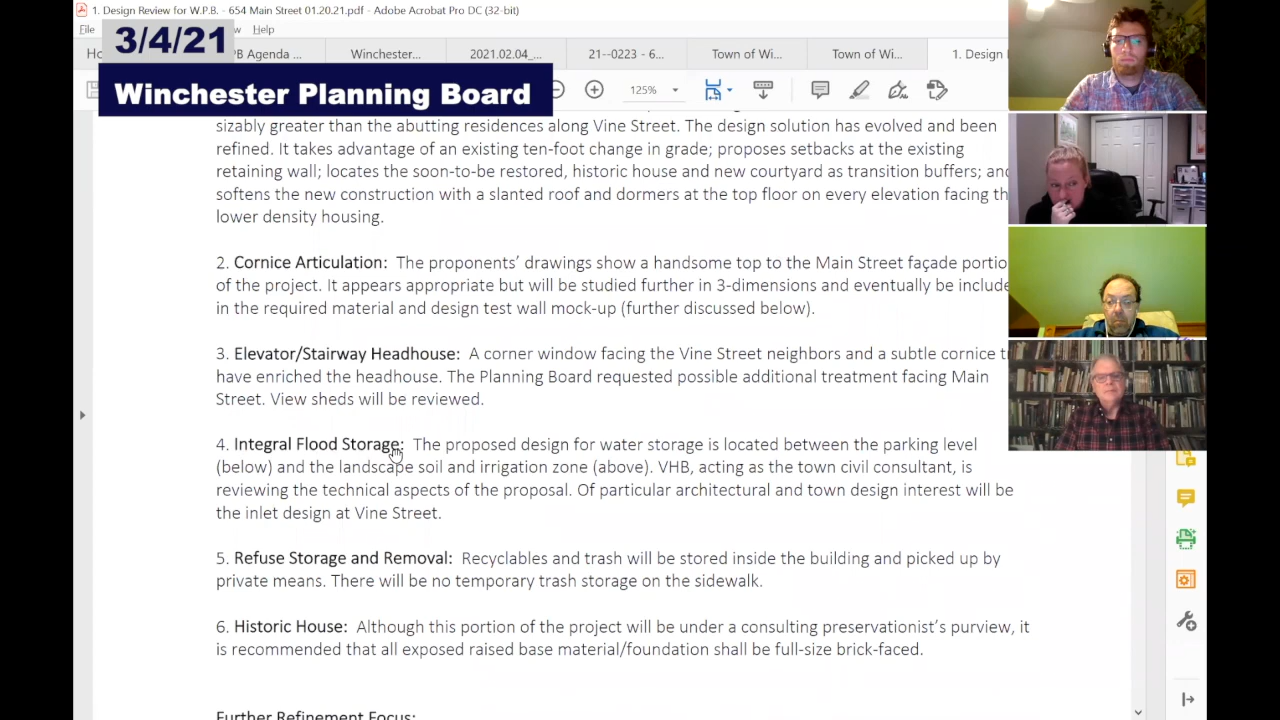 1. Design Review for W.P.B. - 654 Main Street 01.20.21.pdf - Adobe Acrobat Pro DC (32-bit)
File Help
3/4/21
Agenda ... Winchester... 2021.02.04_... 21--0223 - 6... Town of Wi... Town of Wi... 1. Design
Winchester Planning Board
125%
sizably greater than the abutting residences along Vine Street. The design solution has evolved and been
refined. It takes advantage of an existing ten-foot change in grade; proposes setbacks at the existing
retaining wall; locates the soon-to-be restored, historic house and new courtyard as transition buffers; and
softens the new construction with a slanted roof and dormers at the top floor on every elevation facing
lower density housing.
2. Cornice Articulation: The proponents’ drawings show a handsome top to the Main Street façade
of the project. It appears appropriate but will be studied further in 3-dimensions and eventually be
in the required material and design test wall mock-up (further discussed below).
3. Elevator/Stairway Headhouse: A corner window facing the Vine Street neighbors and a subtle cornice
have enriched the headhouse. The Planning Board requested possible additional treatment facing Main
Street. View sheds will be reviewed.
4. Integral Flood Storage: The proposed design for water storage is located between the parking level
(below) and the landscape soil and irrigation zone (above). VHB, acting as the town civil consultant, is
reviewing the technical aspects of the proposal. Of particular architectural and town design interest will be
the inlet design at Vine Street.
5. Refuse Storage and Removal: Recyclables and trash will be stored inside the building and picked up by
private means. There will be no temporary trash storage on the sidewalk.
6. Historic House: Although this portion of the project will be under a consulting preservationist’s purview, it
is recommended that all exposed raised base material/foundation shall be full-size brick-faced.
Further Refinement Focus: